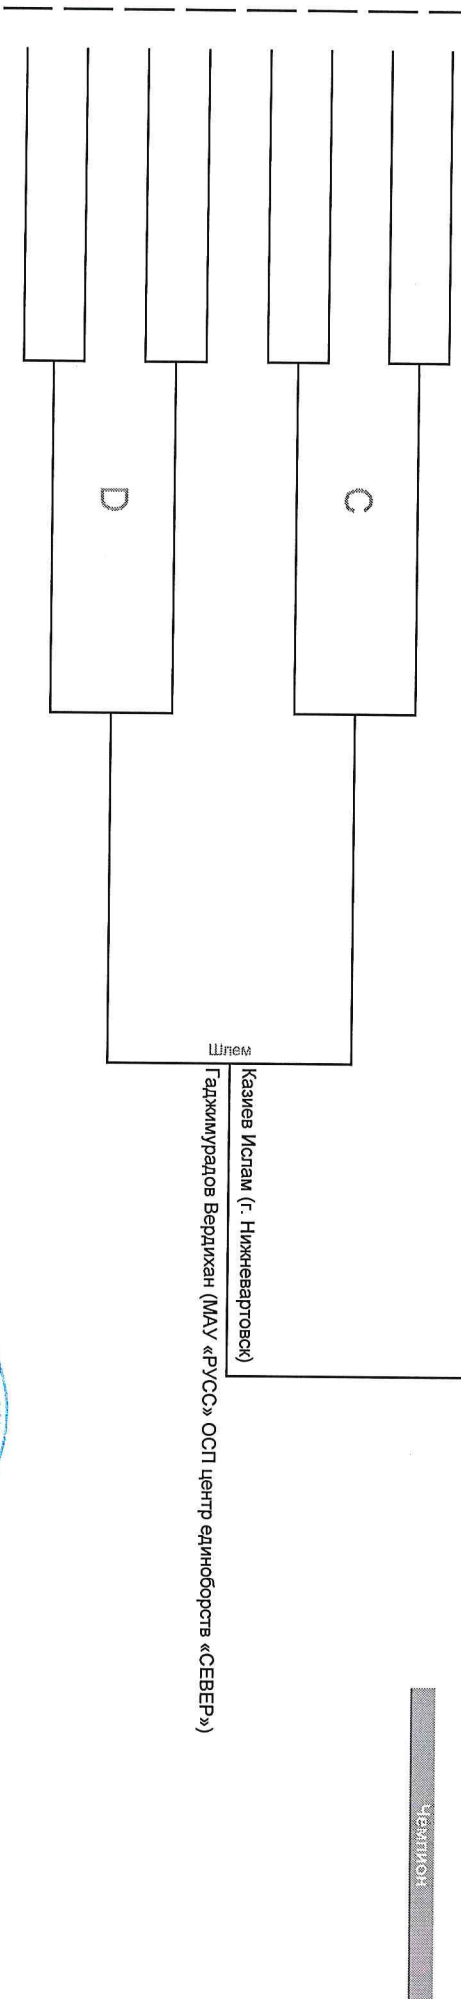 C
D
Шлем
Казиев Ислам (г. Нижневартовск)
Гаджимурадов Вердихан (МАУ «РУСС» ОСП центр единоборств «СЕВЕР»)
Чемпион